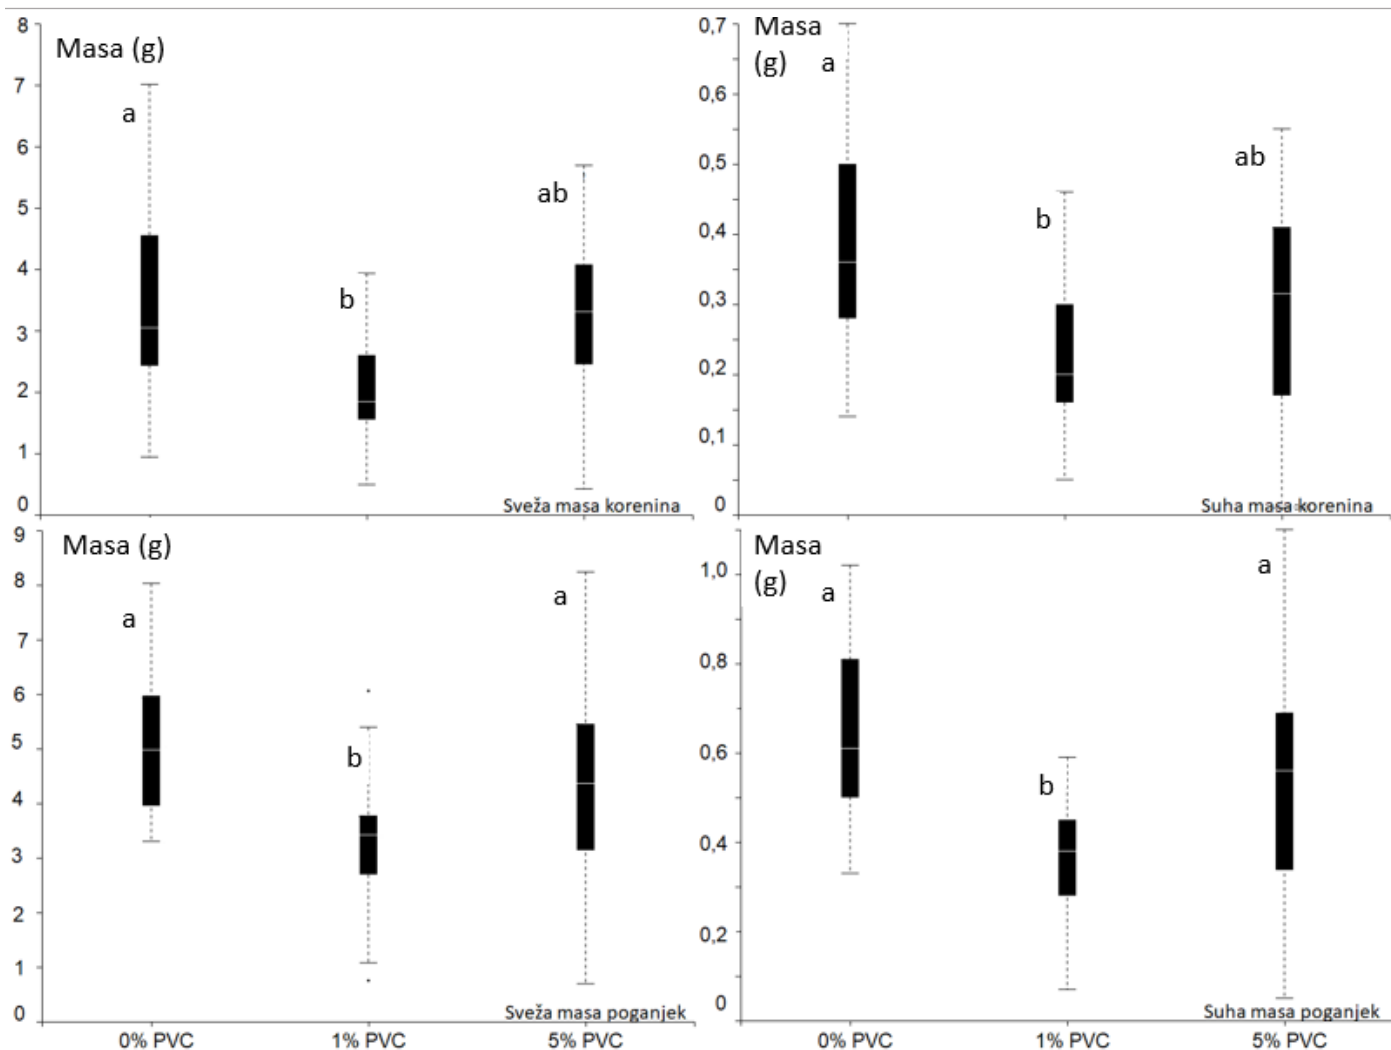 8
Masa (g)
7
a
6
5
ab
4
b
3
2
1
0
Sveža masa korenina
0,7
Masa
(g)
a
0,6
0,5
ab
0,4
b
0,3
0,2
0,1
0
Suha masa korenina
9
Masa (g)
8
a
a
7
6
5
b
4
3
2
1
0
Sveža masa poganjek
0% PVC
1% PVC
5% PVC
Masa
(g)
1,0
a
a
0,8
0,6
b
0,4
0,2
0
Suha masa poganjek
0% PVC
1% PVC
5% PVC